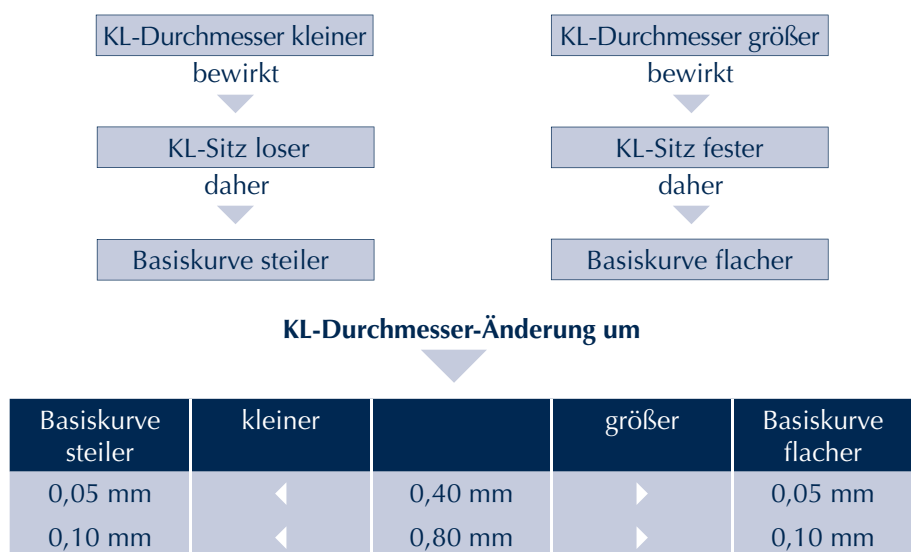 KL-Durchmesser kleiner
bewirkt
KL-Sitz loser
daher
Basiskurve steiler
KL-Durchmesser größer
bewirkt
KL-Sitz fester
daher
Basiskurve flacher
KL-Durchmesser-Änderung um
Basiskurve steiler kleiner größer Basiskurve flacher
0,05 mm 0,40 mm 0,05 mm
0,10 mm 0,80 mm 0,10 mm